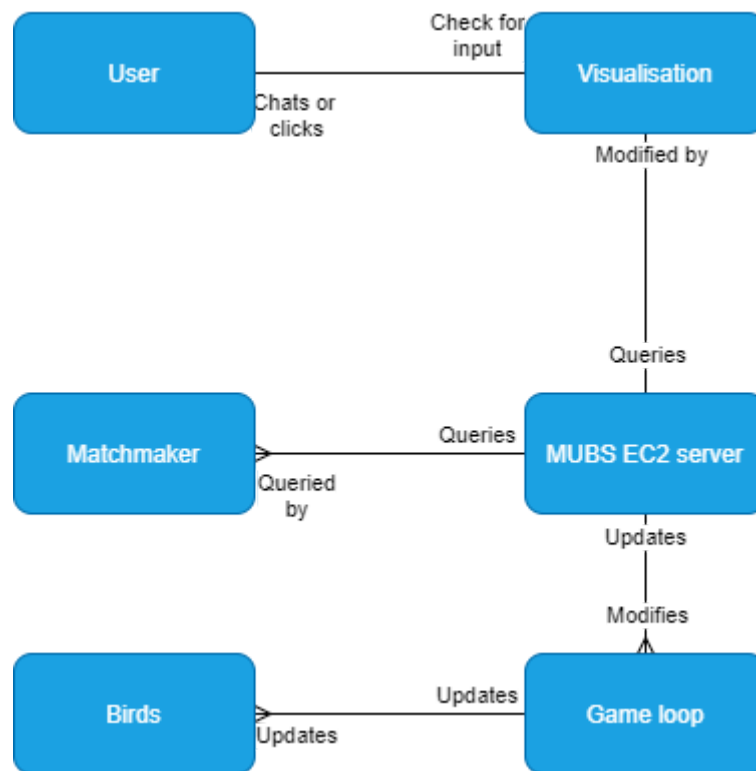 Check for
input
User
Visualisation
Chats or
clicks
Modified by
Queries
Matchmaker
Queries
MUBS EC2 server
Queried
by
Updates
Modifies
Birds
Updates
Updates
Game loop